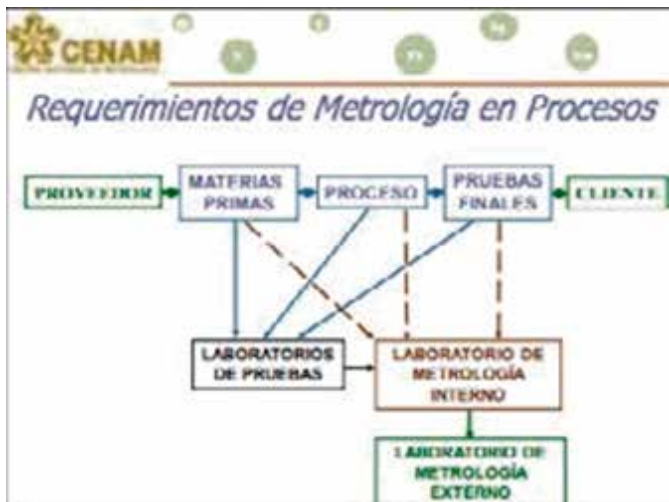 CENAM
Requerimientos de Metrología en Procesos
PROVEEDOR
MATERIAS
PRIMAS
PROCESO
PRUEBAS
FINALES
CLIENTE
LABORATORIOS
DE PRUEBAS
LABORATORIO DE
METROLOGÍA
INTERNO
LABORATORIO DE
METROLOGÍA
EXTERNO